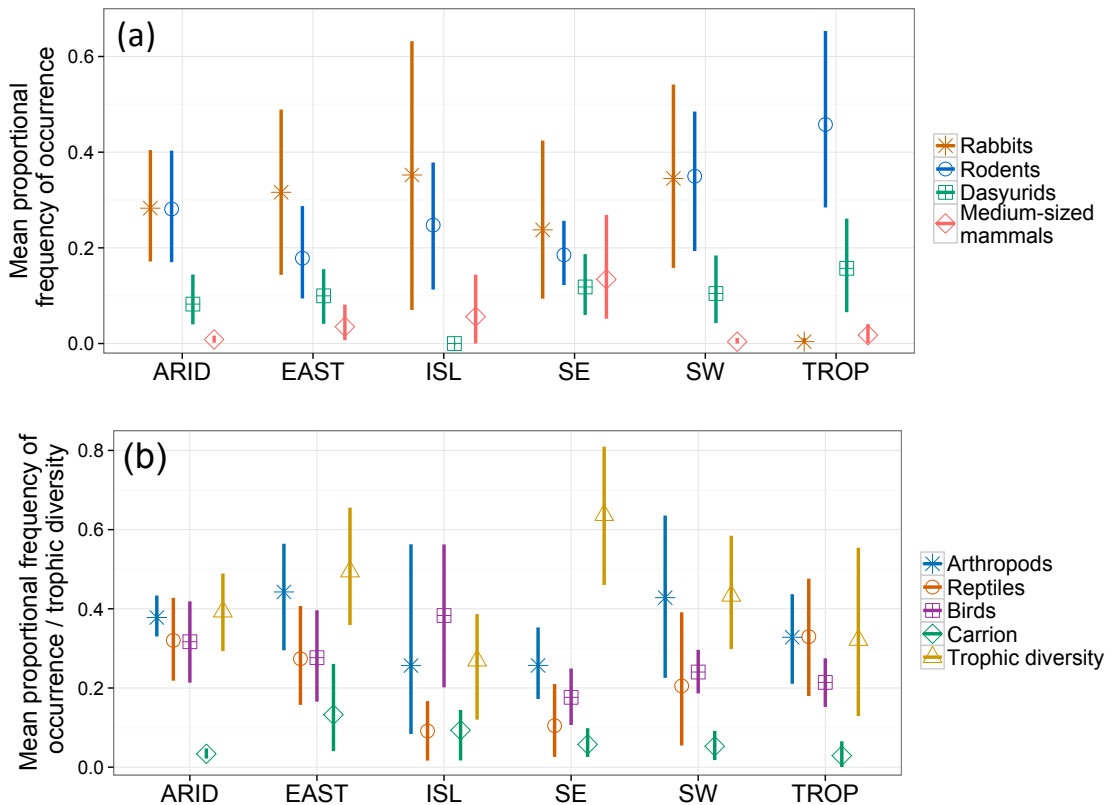 (a)
Mean proportional
frequency of occurrence
0.6
0.4
0.2
0.0
ARID EAST ISL SE SW TROP
Rabbits
Rodents
Dasyurids
Medium-sized
mammals
(b)
Mean proportional frequency of
occurrence / trophic diversity
0.8
0.6
0.4
0.2
0.0
ARID EAST ISL SE SW TROP
Arthropods
Reptiles
Birds
Carrion
Trophic diversity